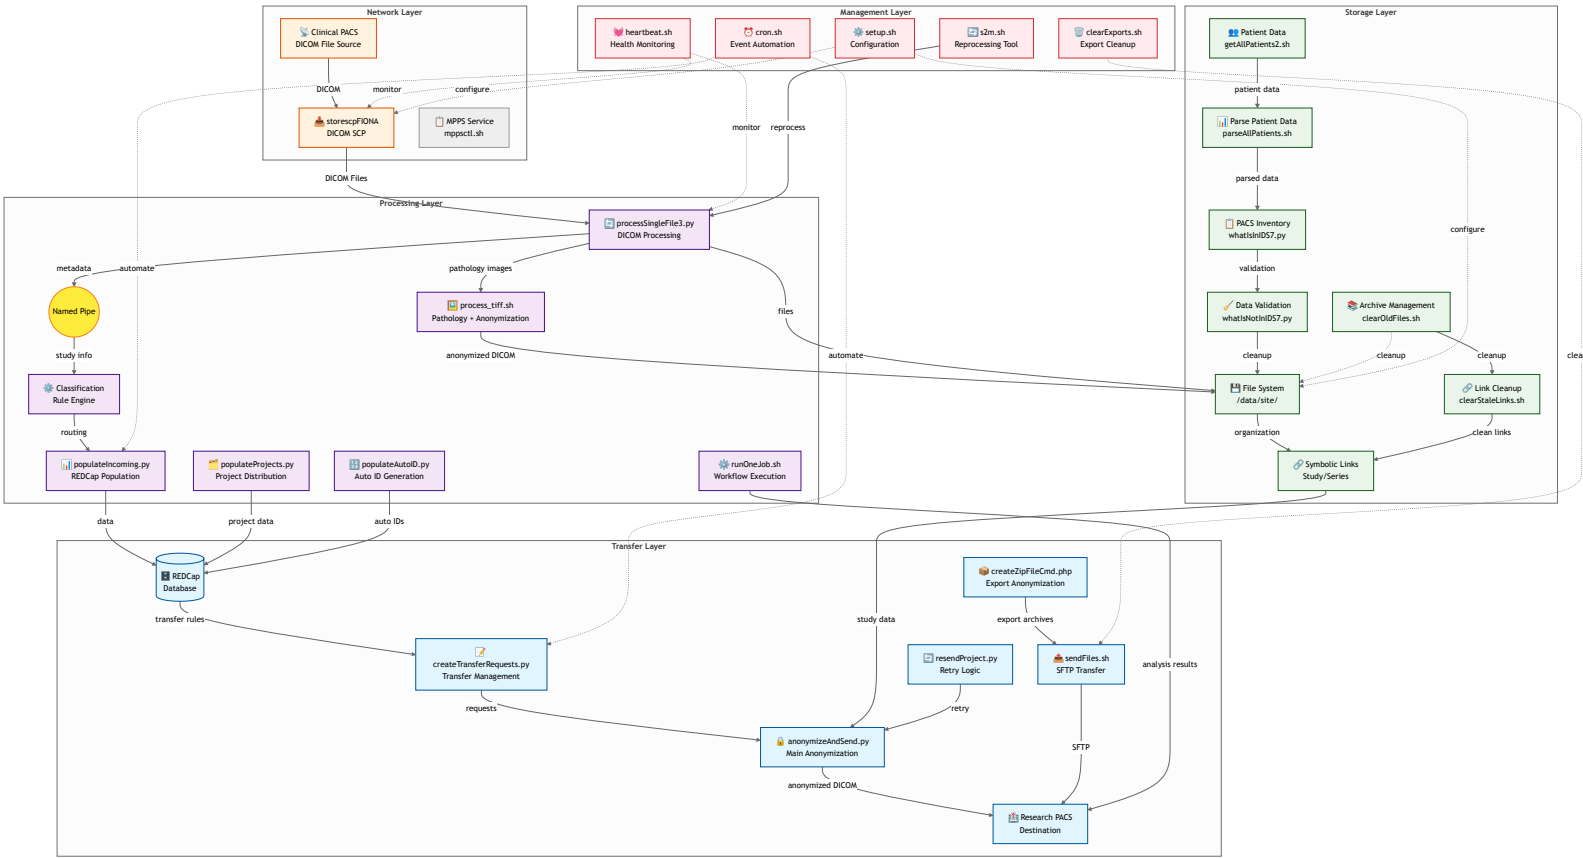 Network Layer
Clinical PACS
DICOM File Source
DICOM
monitor
configure
storescpFIONA
DICOM SCP
MPPS Service
mppsctl.sh
DICOM Files
Management Layer
heartbeat.sh
Health Monitoring
cron.sh
Event Automation
setup.sh
Configuration
s2m.sh
Reprocessing Tool
clearExports.sh
Export Cleanup
monitor
reprocess
Storage Layer
Patient Data
getAllPatients2.sh
patient data
Parse Patient Data
parseAllPatients.sh
parsed data
PACS Inventory
whatIsInIDS7.py
configure
validation
Data Validation
whatIsNotInIDS7.py
Archive Management
clearOldFiles.sh
cleanup
cleanup
cleanup
clea
File System
/data/site/
Link Cleanup
clearStaleLinks.sh
organization
clean links
Symbolic Links
Study/Series
Processing Layer
processSingleFile3.py
DICOM Processing
metadata
automate
pathology images
Named Pipe
process_tiff.sh
Pathology + Anonymization
files
study info
anonymized DICOM
automate
Classification
Rule Engine
routing
populateIncoming.py
REDCap Population
populateProjects.py
Project Distribution
populateAutoID.py
Auto ID Generation
runOneJob.sh
Workflow Execution
data
project data
auto IDs
Transfer Layer
REDCap
Database
createZipFileCmd.php
Export Anonymization
transfer rules
study data
export archives
createTransferRequests.py
Transfer Management
resendProject.py
Retry Logic
sendFiles.sh
SFTP Transfer
analysis results
requests
retry
anonymizeAndSend.py
Main Anonymization
SFTP
anonymized DICOM
Research PACS
Destination